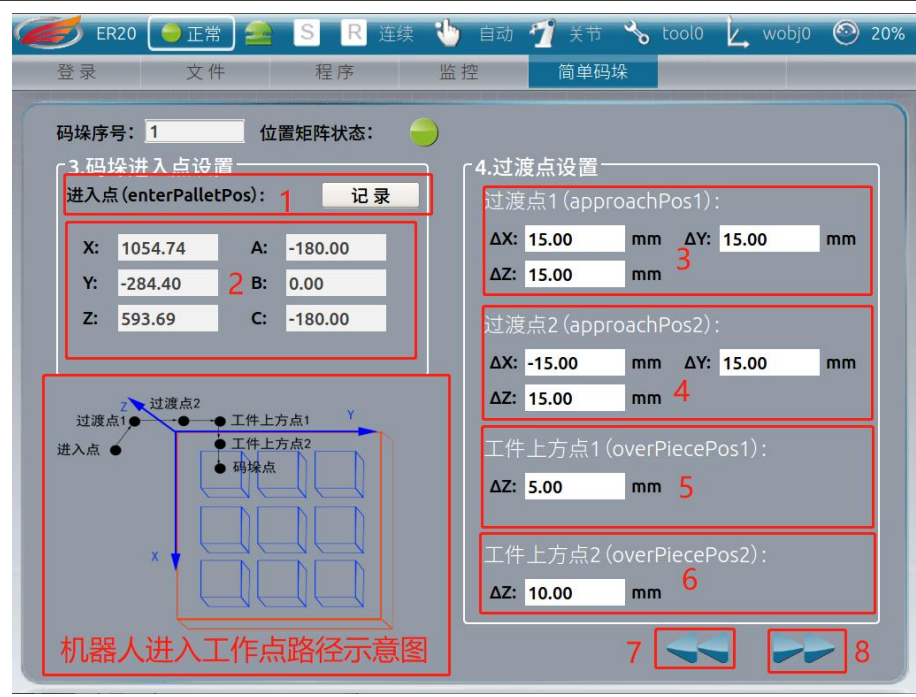 ER20 正常 S R 连续 自动 关节 tool0 wobj0 20%
登录 文件 程序 监控 简单码垛
码垛序号: 1 位置矩阵状态:
3.码垛进入点设置
进入点(enterPalletPos): 1 记录
X: 1054.74 A: -180.00
Y: -284.40 2 B: 0.00
Z: 593.69 C: -180.00
Z 过渡点2
过渡点1 工件上方点1 Y
进入点 工件上方点2
码垛点
X
机器人进入工作点路径示意图
4.过渡点设置
过渡点1(approachPos1):
ΔX: 15.00 mm ΔY: 15.00 mm
3
ΔZ: 15.00 mm
过渡点2(approachPos2):
ΔX: -15.00 mm ΔY: 15.00 mm
ΔZ: 15.00 mm 4
工件上方点1(overPiecePos1):
ΔZ: 5.00 mm 5
工件上方点2(overPiecePos2):
ΔZ: 10.00 mm 6
7 8